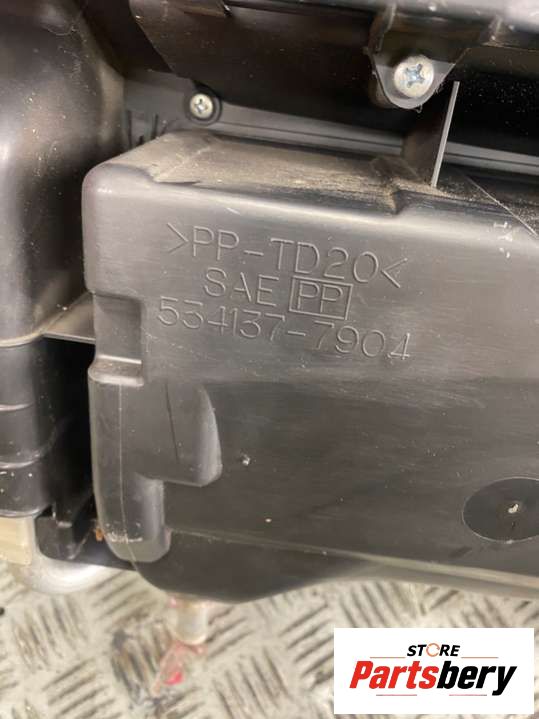 >PP-TD20<
SAE PP
534137-7904
STORE
Partsbery